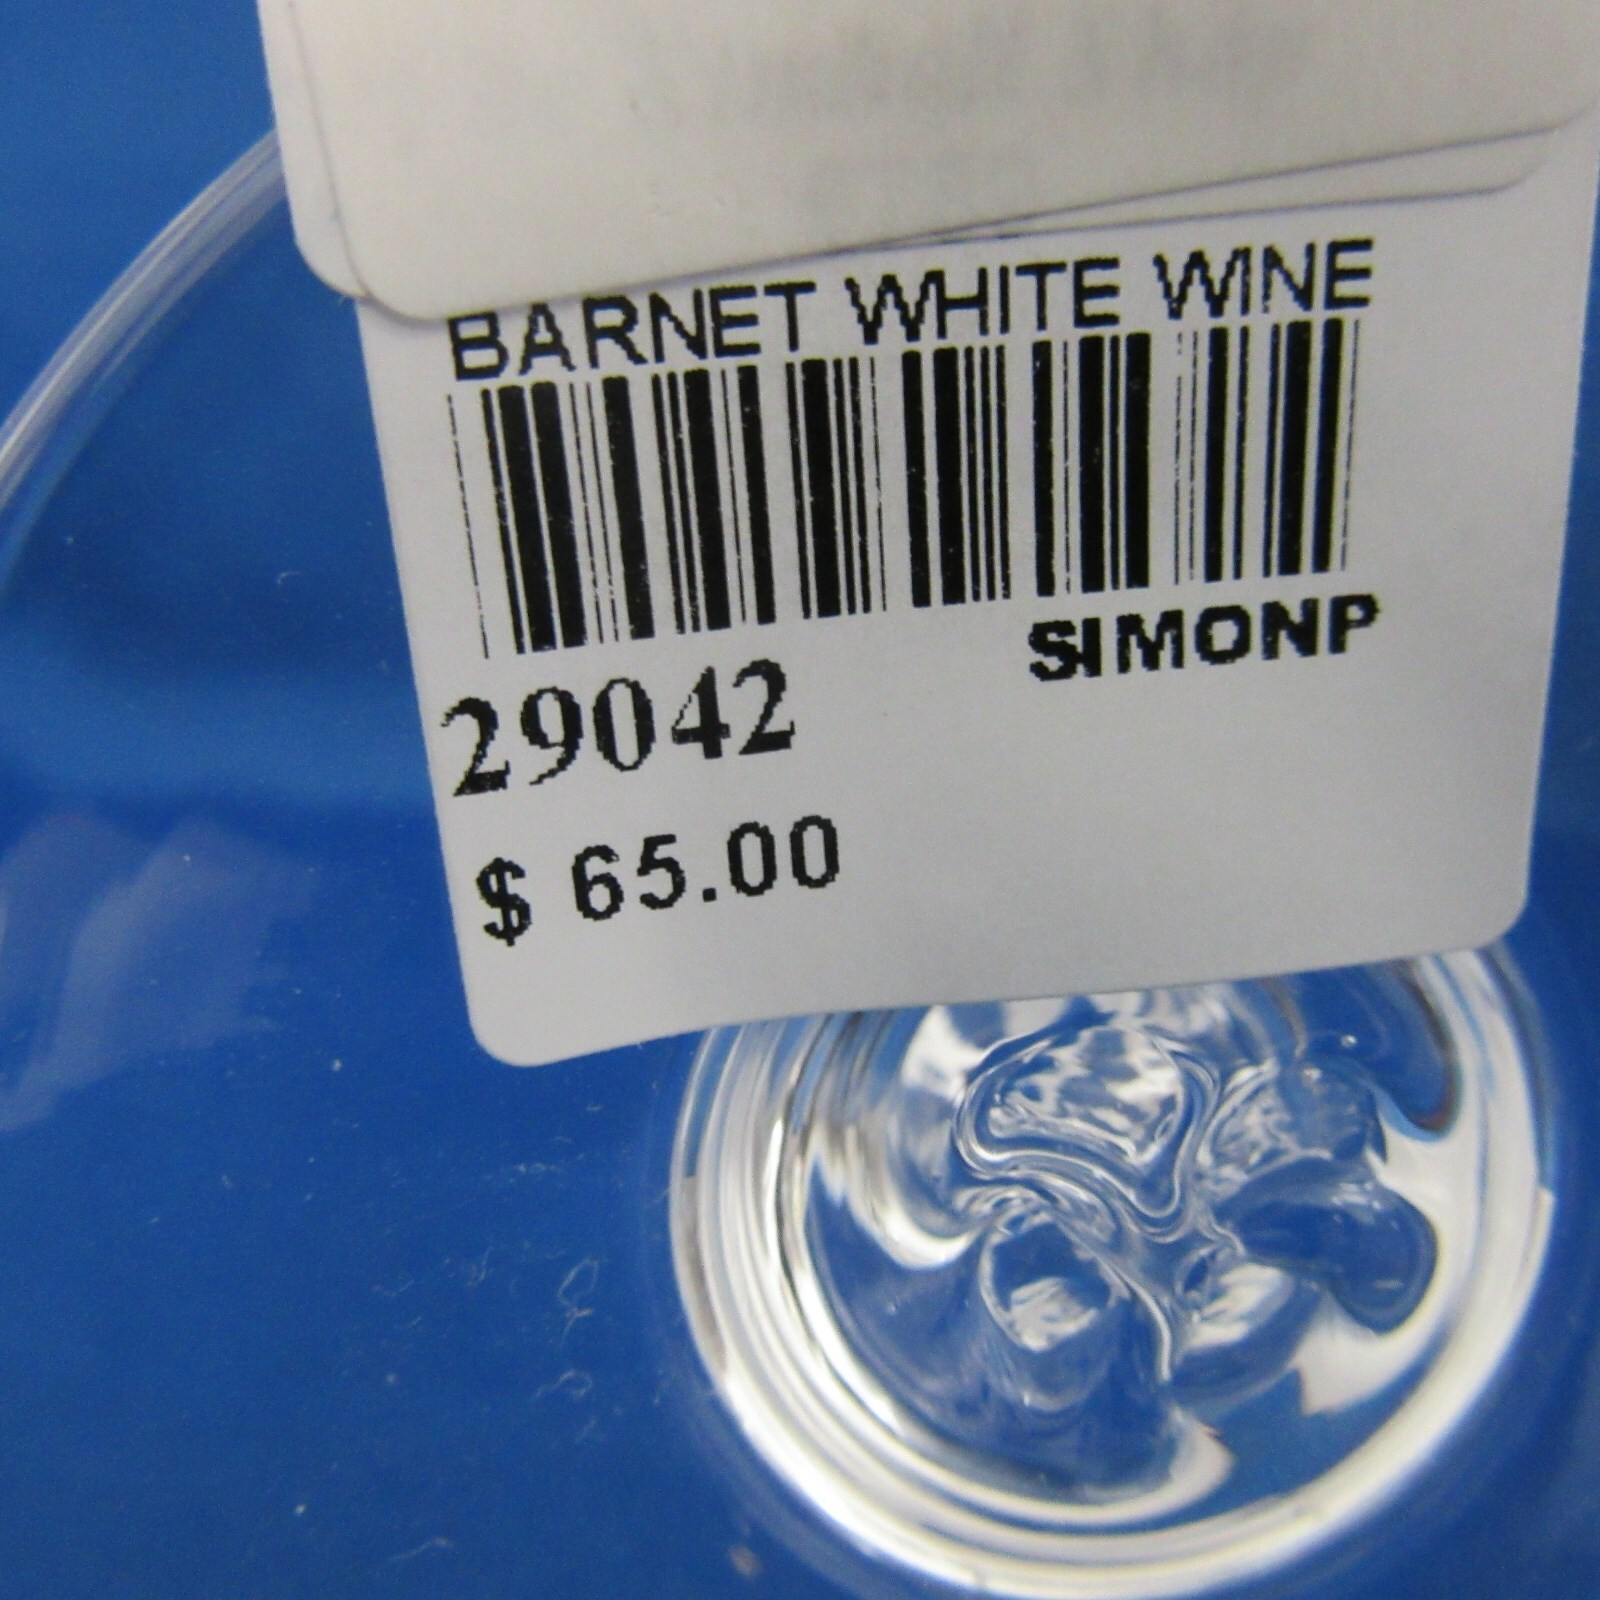 BARNET WHITE WINE
SIMONP
29042
$ 65.00